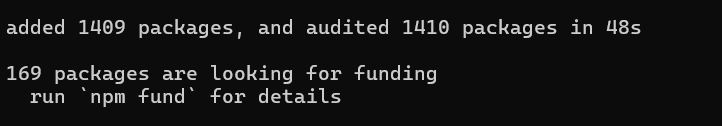 added 1409 packages, and audited 1410 packages in 48s
169 packages are looking for funding
  run `npm fund` for details